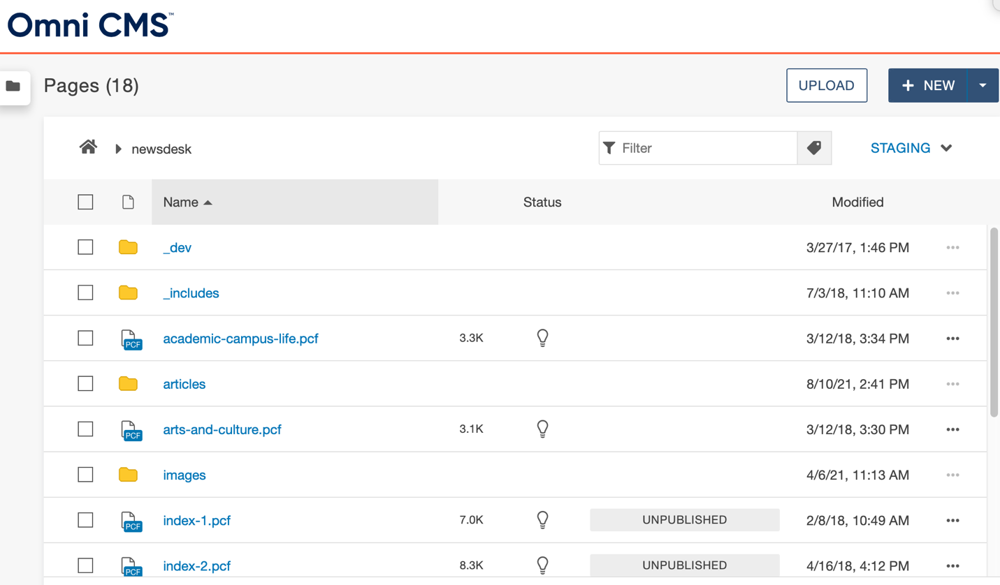 Omni CMS™
Pages (18)
UPLOAD
+ NEW
newsdesk
Filter
STAGING
Name
Status
Modified
_dev
3/27/17, 1:46 PM
_includes
7/3/18, 11:10 AM
PCF academic-campus-life.pcf 3.3K 3/12/18, 3:34 PM
articles
8/10/21, 2:41 PM
PCF arts-and-culture.pcf 3.1K 3/12/18, 3:30 PM
images
4/6/21, 11:13 AM
PCF index-1.pcf 7.0K UNPUBLISHED 2/8/18, 10:49 AM
PCF index-2.pcf 8.3K UNPUBLISHED 4/16/18, 4:12 PM